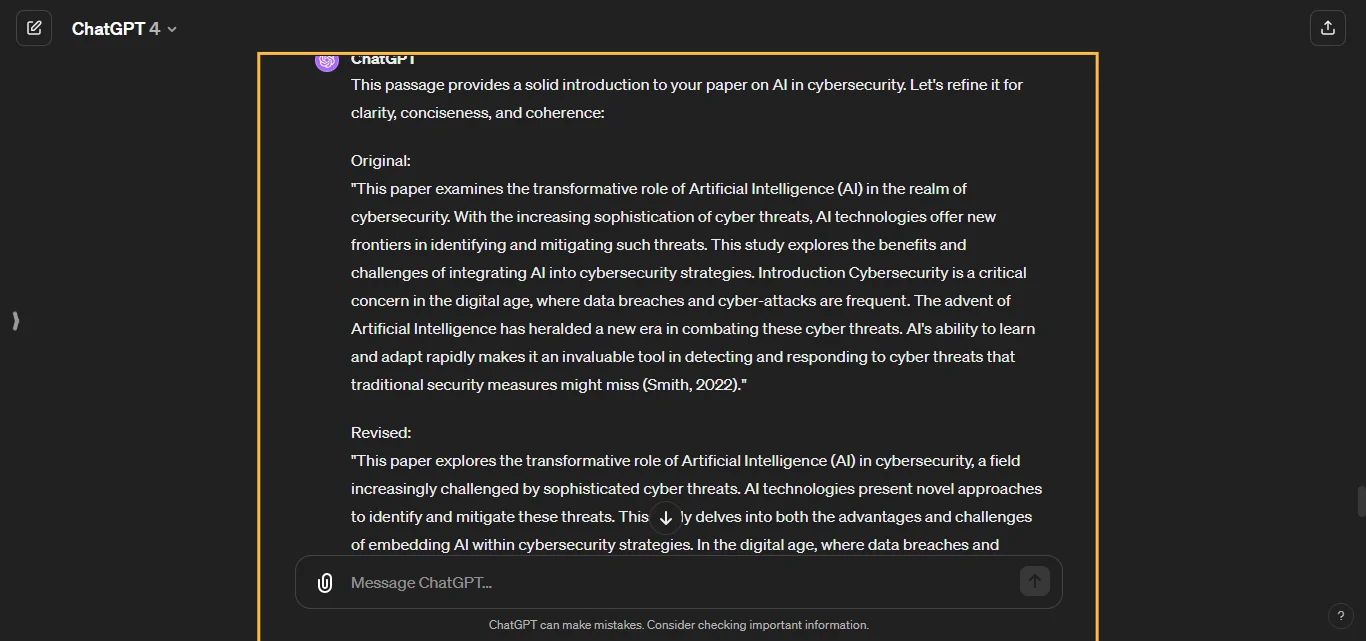 ChatGPT 4
ChatGPT
This passage provides a solid introduction to your paper on AI in cybersecurity. Let's refine it for
clarity, conciseness, and coherence:
Original:
"This paper examines the transformative role of Artificial Intelligence (AI) in the realm of
cybersecurity. With the increasing sophistication of cyber threats, AI technologies offer new
frontiers in identifying and mitigating such threats. This study explores the benefits and
challenges of integrating AI into cybersecurity strategies. Introduction Cybersecurity is a critical
concern in the digital age, where data breaches and cyber-attacks are frequent. The advent of
Artificial Intelligence has heralded a new era in combating these cyber threats. AI's ability to learn
and adapt rapidly makes it an invaluable tool in detecting and responding to cyber threats that
traditional security measures might miss (Smith, 2022)."
Revised:
"This paper explores the transformative role of Artificial Intelligence (AI) in cybersecurity, a field
increasingly challenged by sophisticated cyber threats. AI technologies present novel approaches
to identify and mitigate these threats. This delves into both the advantages and challenges
of embedding AI within cybersecurity strategies. In the digital age, where data breaches and
Message ChatGPT...
ChatGPT can make mistakes. Consider checking important information.
?